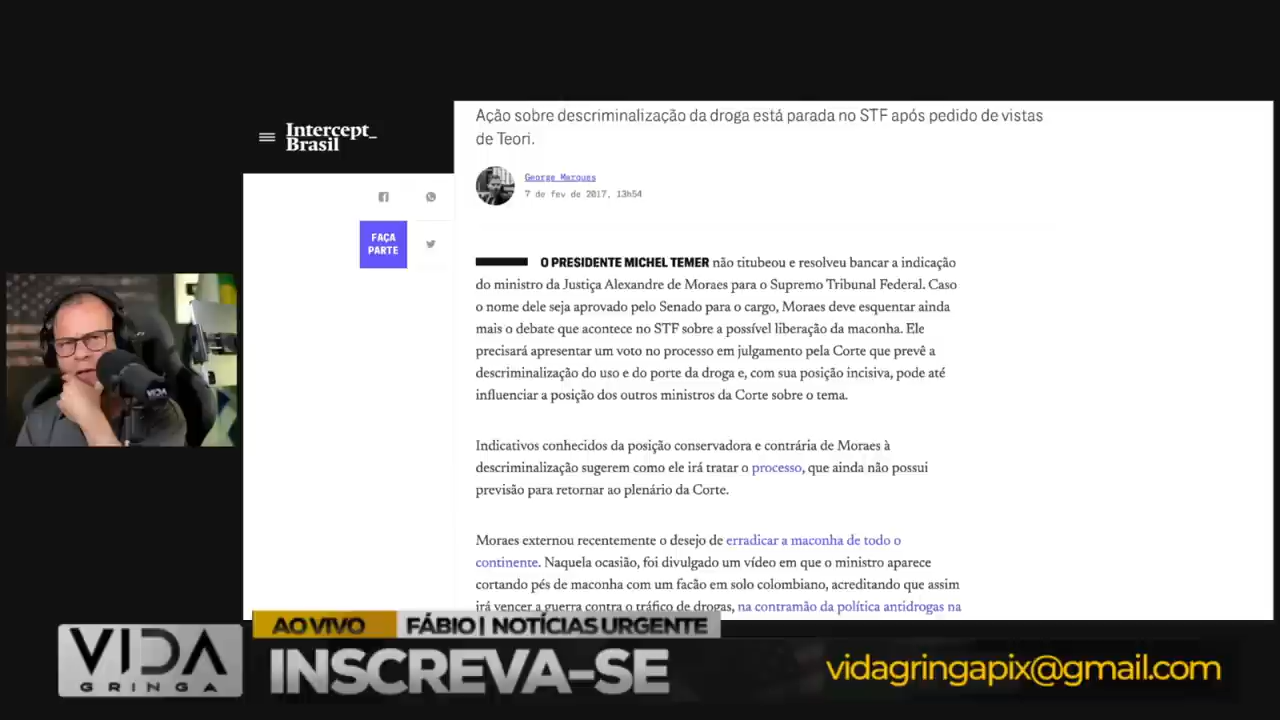 Ação sobre descriminalização da droga está parada no STF após pedido de vistas
de Teori.
Intercept_
Brasil
George Marques
7 de fev de 2017, 13h54
FAÇA
PARTE
O PRESIDENTE MICHEL TEMER não titubeou e resolveu bancar a indicação
do ministro da Justiça Alexandre de Moraes para o Supremo Tribunal Federal. Caso
o nome dele seja aprovado pelo Senado para o cargo, Moraes deve esquentar ainda
mais o debate que acontece no STF sobre a possível liberação da maconha. Ele
precisará apresentar um voto no processo em julgamento pela Corte que prevê a
descriminalização do uso e do porte da droga e, com sua posição incisiva, pode até
influenciar a posição dos outros ministros da Corte sobre o tema.
Indicativos conhecidos da posição conservadora e contrária de Moraes à
descriminalização sugerem como ele irá tratar o processo, que ainda não possui
previsão para retornar ao plenário da Corte.
Moraes externou recentemente o desejo de erradicar a maconha de todo o
continente. Naquela ocasião, foi divulgado um vídeo em que o ministro aparece
cortando pés de maconha com um facão em solo colombiano, acreditando que assim
irá vencer a guerra contra o tráfico de drogas, na contramão da política antidrogas na
AO VIVO FÁBIO | NOTÍCIAS URGENTE
VIDA
GRINGA
INSCREVA-SE
vidagringapix@gmail.com